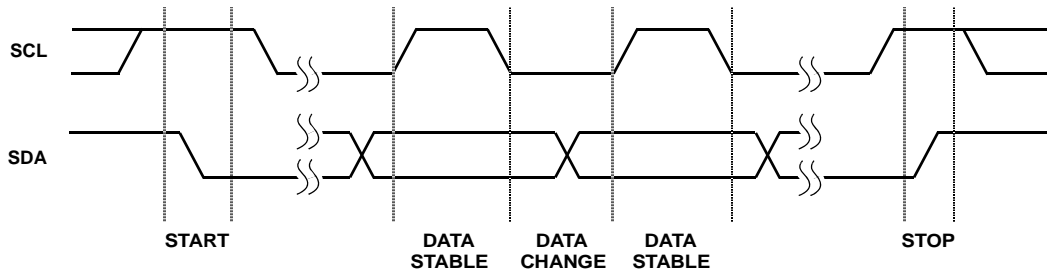 SCL
SDA
START
DATA STABLE
DATA CHANGE
DATA STABLE
STOP